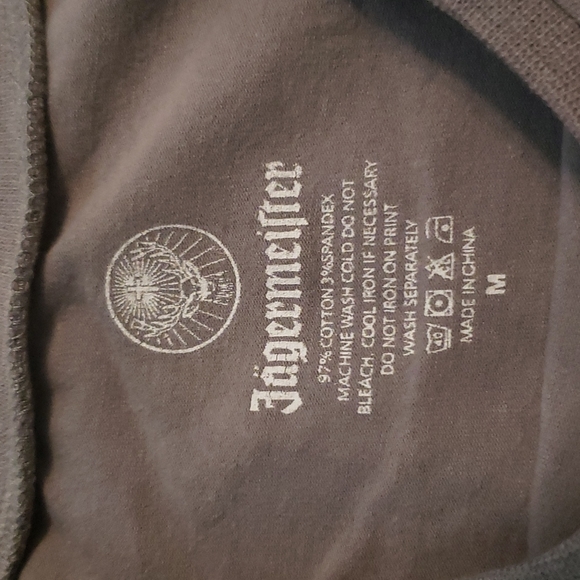 Jägermeiſter
97% COTTON 3%SPANDEX
MACHINE WASH COLD DO NOT
BLEACH. COOL IRON IF NECESSARY
DO NOT IRON ON PRINT
WASH SEPARATELY
40
MADE IN CHINA
M